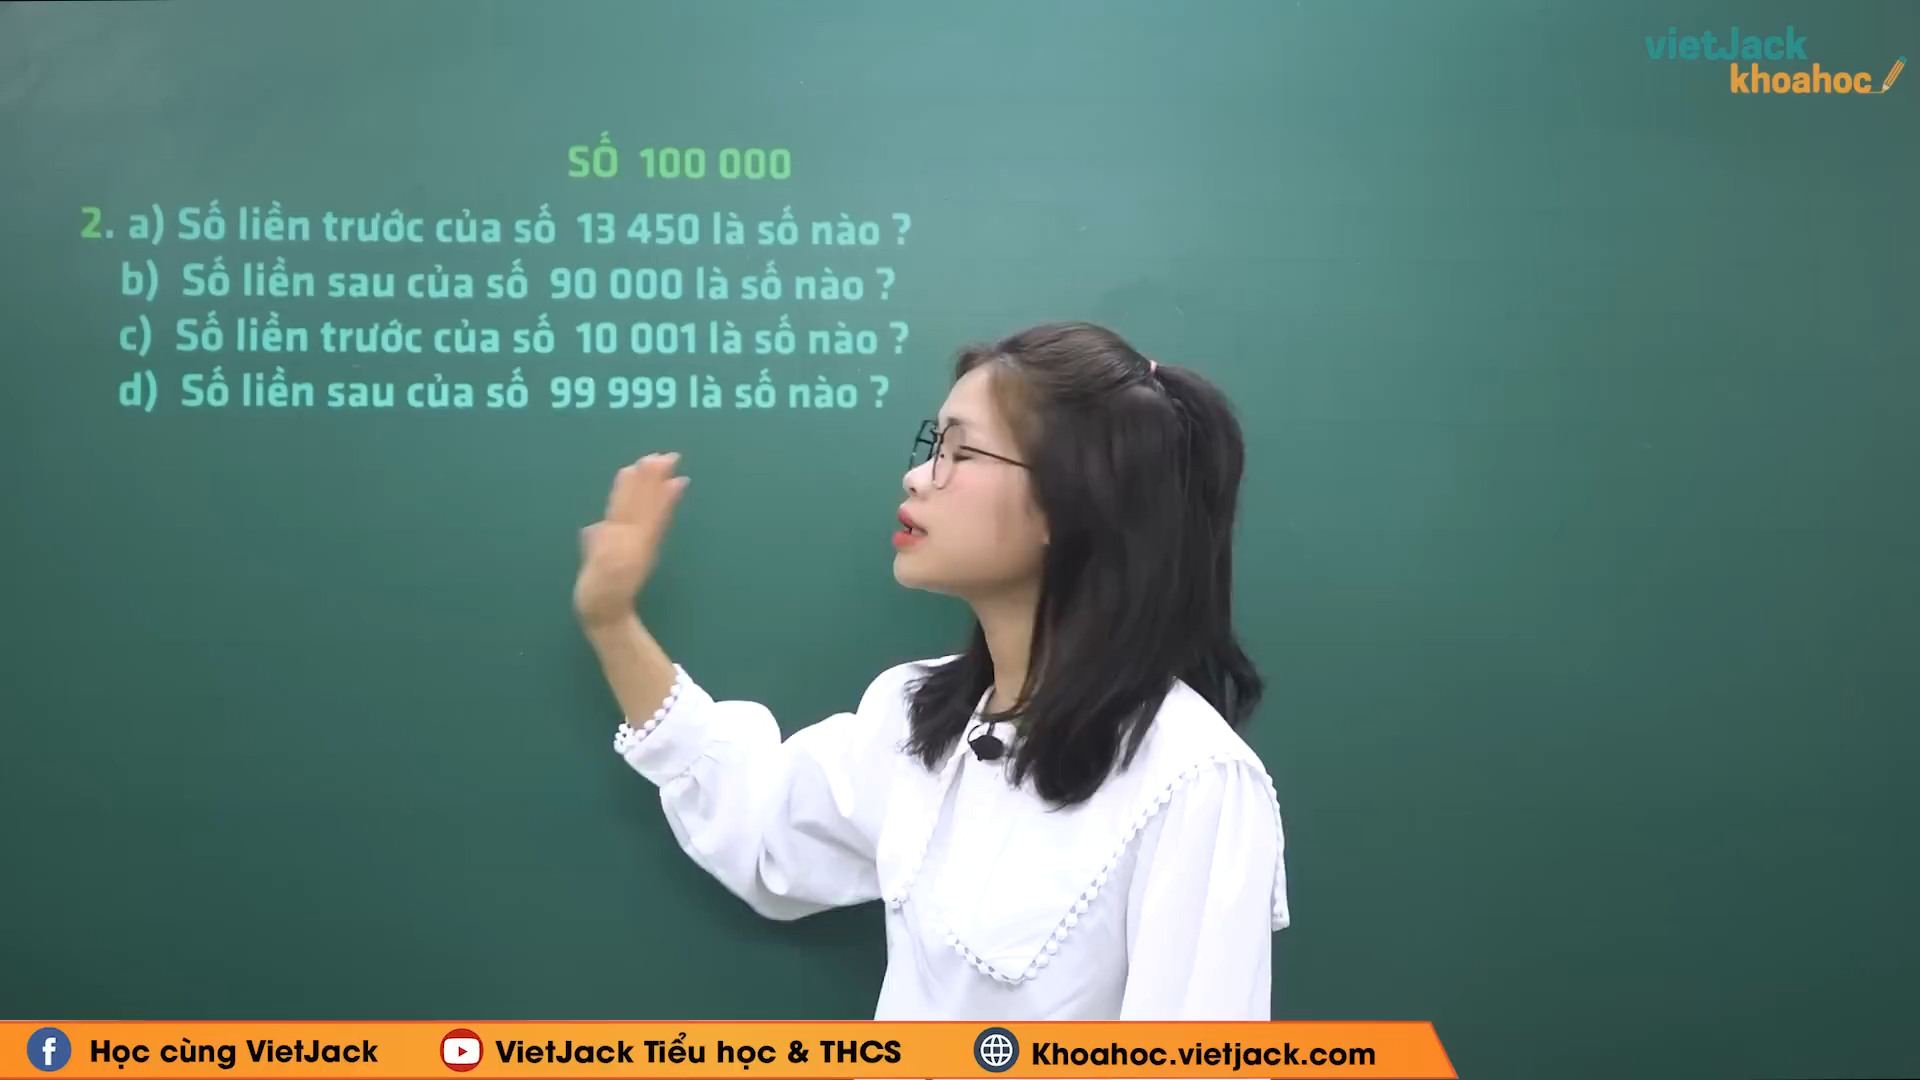 vietJack
khoahoc
SỐ 100 000
2. a) Số liền trước của số 13 450 là số nào ?
b) Số liền sau của số 90 000 là số nào ?
c) Số liền trước của số 10 001 là số nào ?
d) Số liền sau của số 99 999 là số nào ?
Học cùng VietJack
VietJack Tiểu học & THCS
Khoahoc.vietjack.com